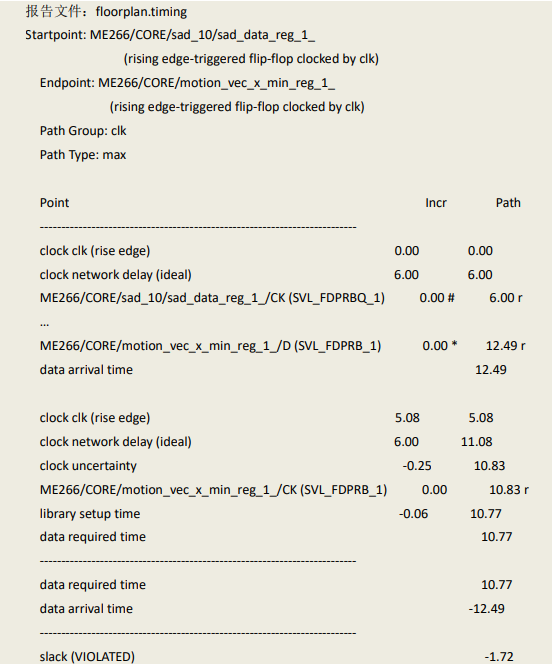 报告文件：floorplan.timing
Startpoint: ME266/CORE/sad_10/sad_data_reg_1_
(rising edge-triggered flip-flop clocked by clk)
Endpoint: ME266/CORE/motion_vec_x_min_reg_1_
(rising edge-triggered flip-flop clocked by clk)
Path Group: clk
Path Type: max
Point Incr Path
--------------------------------------------------------------------------
clock clk (rise edge) 0.00 0.00
clock network delay (ideal) 6.00 6.00
ME266/CORE/sad_10/sad_data_reg_1_/CK (SVL_FDPRBQ_1) 0.00 # 6.00 r
…
ME266/CORE/motion_vec_x_min_reg_1_/D (SVL_FDPRB_1) 0.00 * 12.49 r
data arrival time 12.49
clock clk (rise edge) 5.08 5.08
clock network delay (ideal) 6.00 11.08
clock uncertainty -0.25 10.83
ME266/CORE/motion_vec_x_min_reg_1_/CK (SVL_FDPRB_1) 0.00 10.83 r
library setup time -0.06 10.77
data required time 10.77
--------------------------------------------------------------------------
data required time 10.77
data arrival time -12.49
--------------------------------------------------------------------------
slack (VIOLATED) -1.72